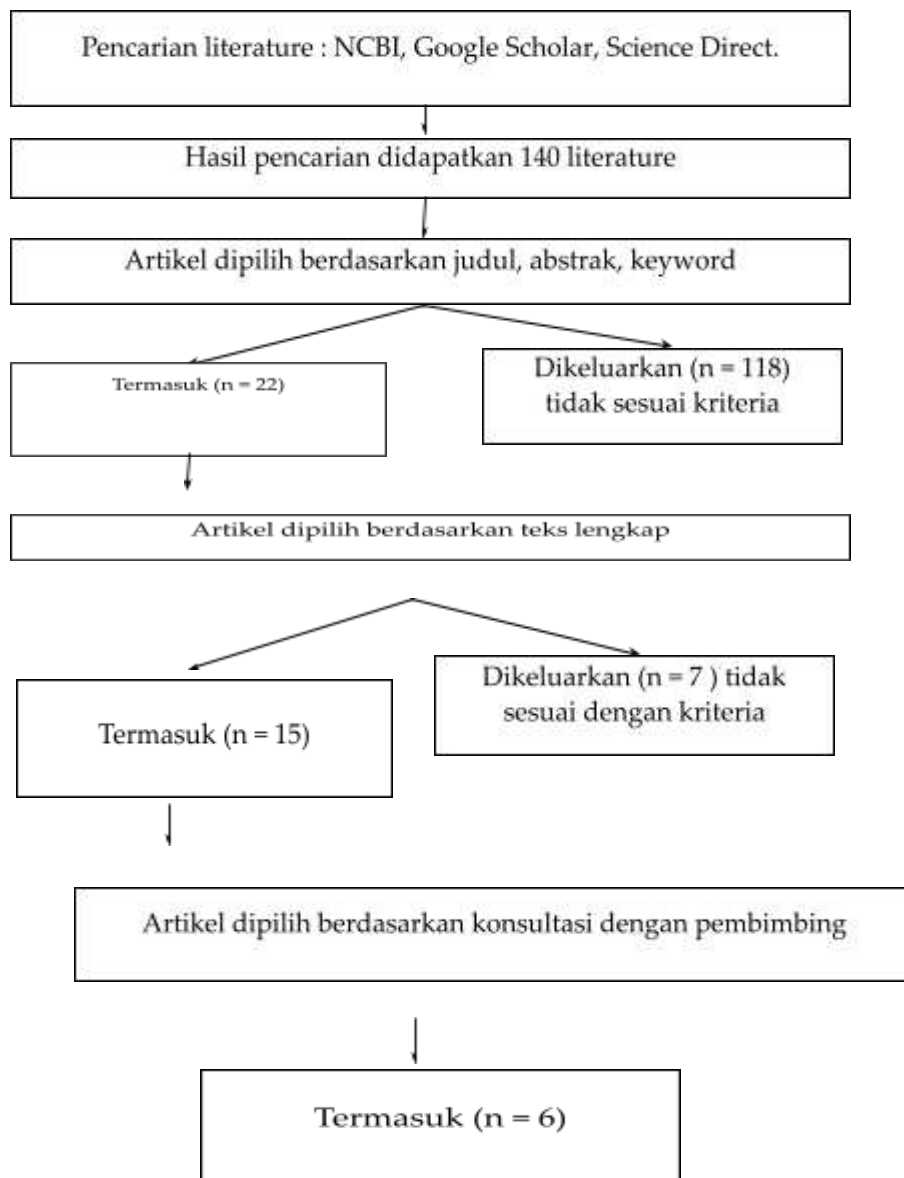 Pencarian literature : NCBI, Google Scholar, Science Direct.
Hasil pencarian didapatkan 140 literature
Artikel dipilih berdasarkan judul, abstrak, keyword
Termasuk (n = 22)
Dikeluarkan (n = 118)
tidak sesuai kriteria
Artikel dipilih berdasarkan teks lengkap
Termasuk (n = 15)
Dikeluarkan (n = 7 ) tidak
sesuai dengan kriteria
Artikel dipilih berdasarkan konsultasi dengan pembimbing
Termasuk (n = 6)